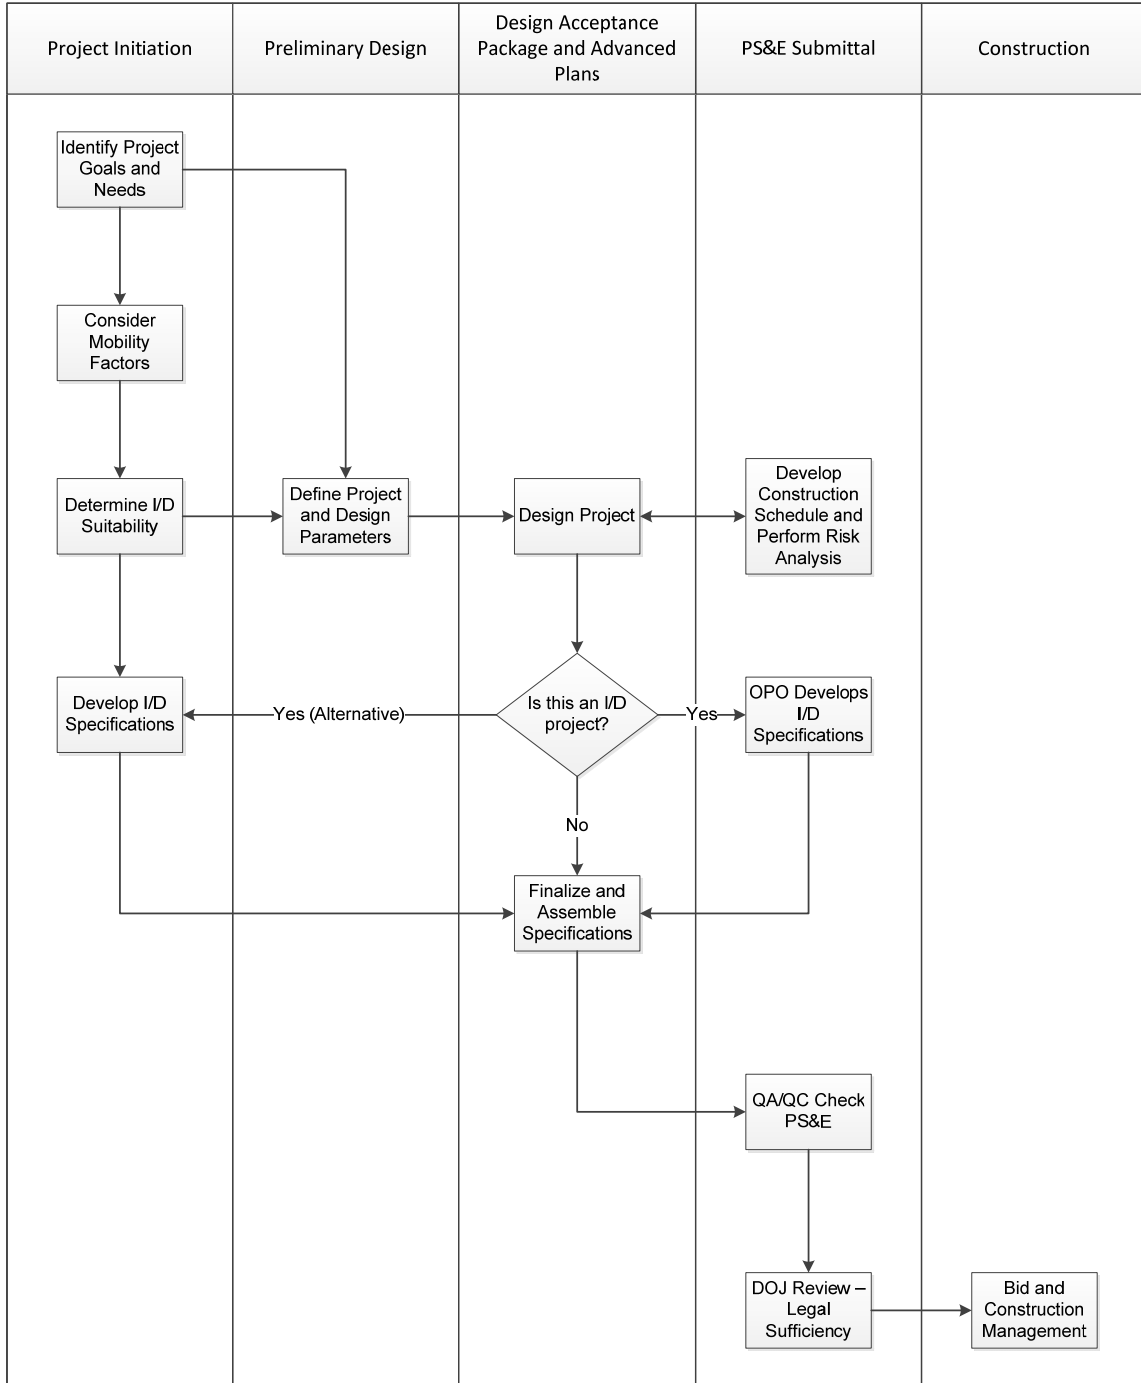 Project Initiation
Preliminary Design
Design Acceptance
Package and Advanced
Plans
PS&E Submittal
Construction
Identify Project
Goals and
Needs
Consider
Mobility
Factors
Determine I/D
Suitability
Define Project
and Design
Parameters
Design Project
Develop
Construction
Schedule and
Perform Risk
Analysis
Develop I/D
Specifications
Yes (Alternative)
Is this an I/D
project?
Yes
OPO Develops
I/D
Specifications
No
Finalize and
Assemble
Specifications
QA/QC Check
PS&E
DOJ Review –
Legal
Sufficiency
Bid and
Construction
Management